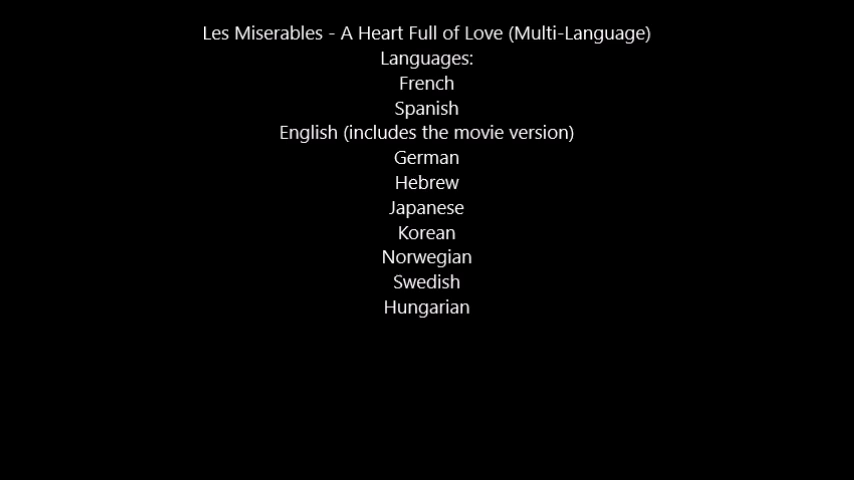 Les Miserables - A Heart Full of Love (Multi-Language)
Languages:
French
Spanish
English (includes the movie version)
German
Hebrew
Japanese
Korean
Norwegian
Swedish
Hungarian